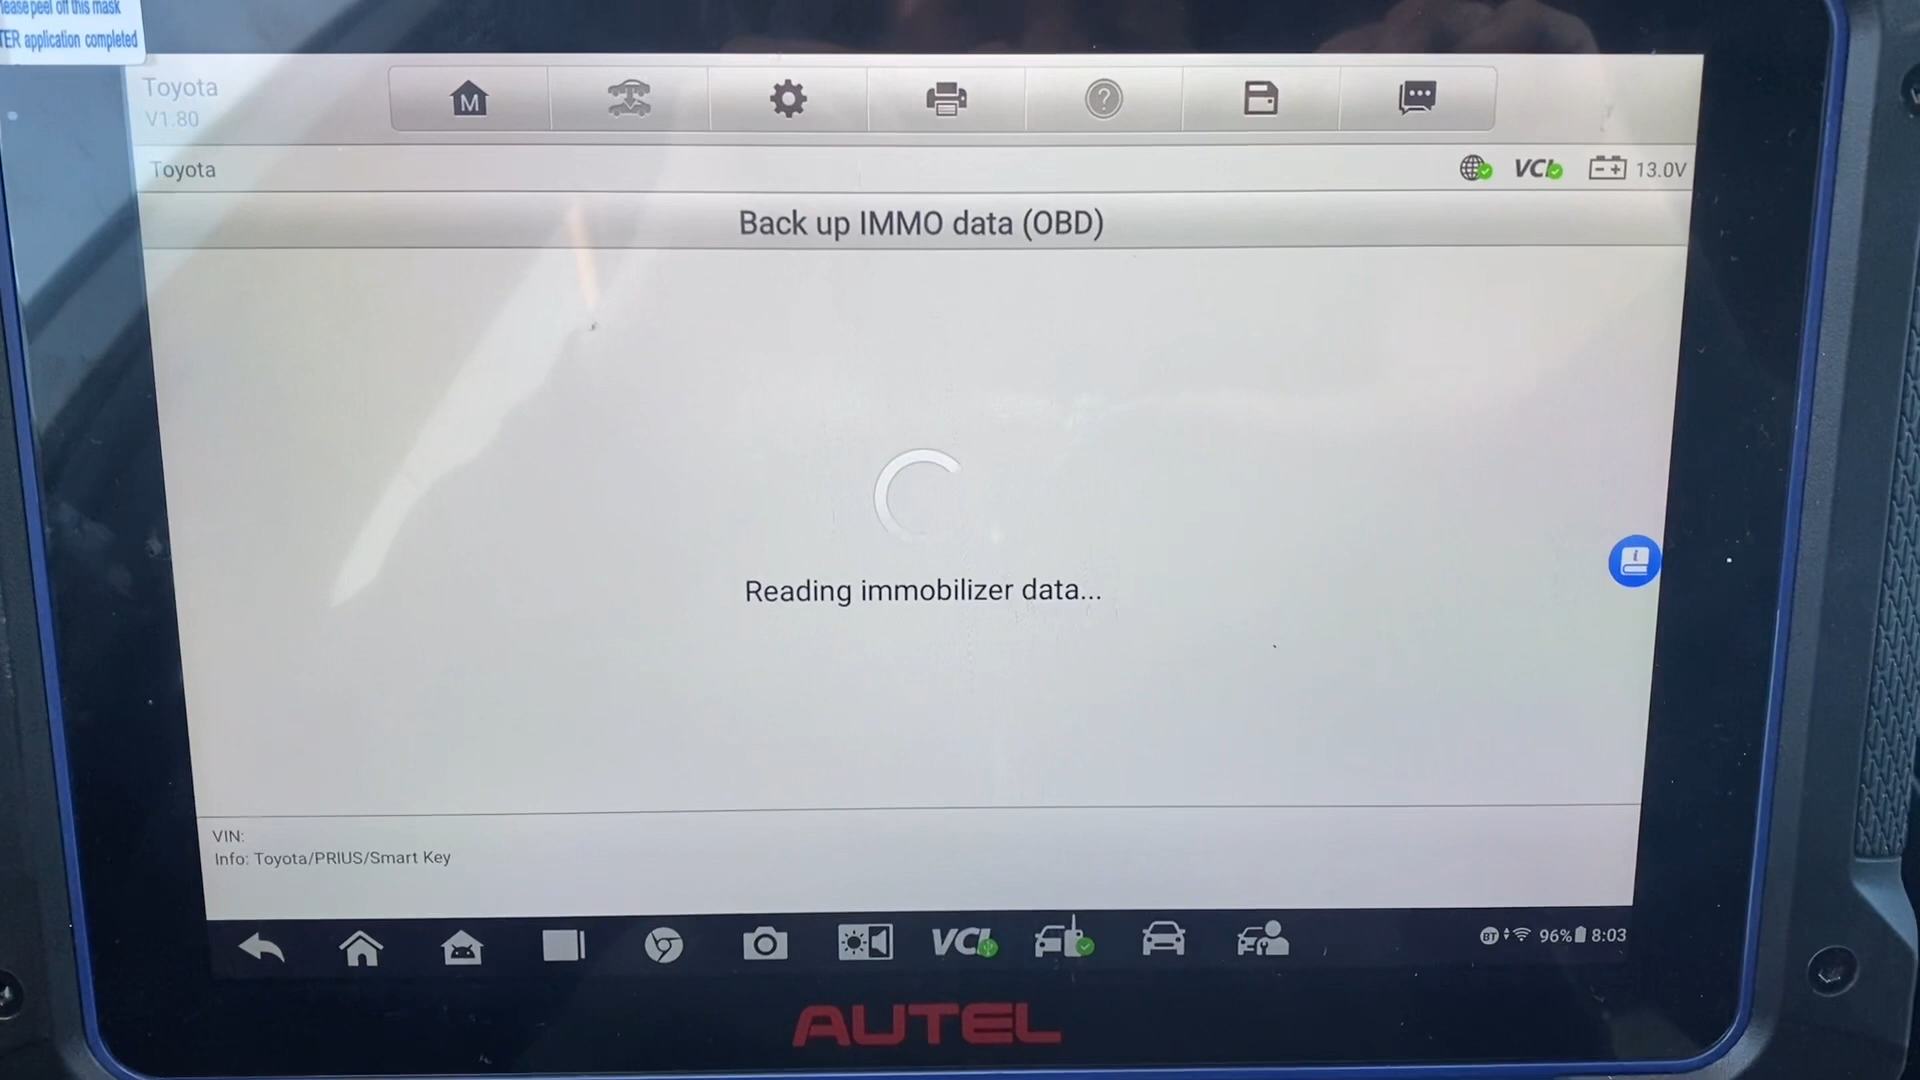 lease peel off this mask
TER application completed
Toyota
V1.80
M
?
Toyota
VCI
13.0V
Back up IMMO data (OBD)
i
Reading immobilizer data...
VIN:
Info: Toyota/PRIUS/Smart Key
VCI
BT
96%
8:03
AUTEL